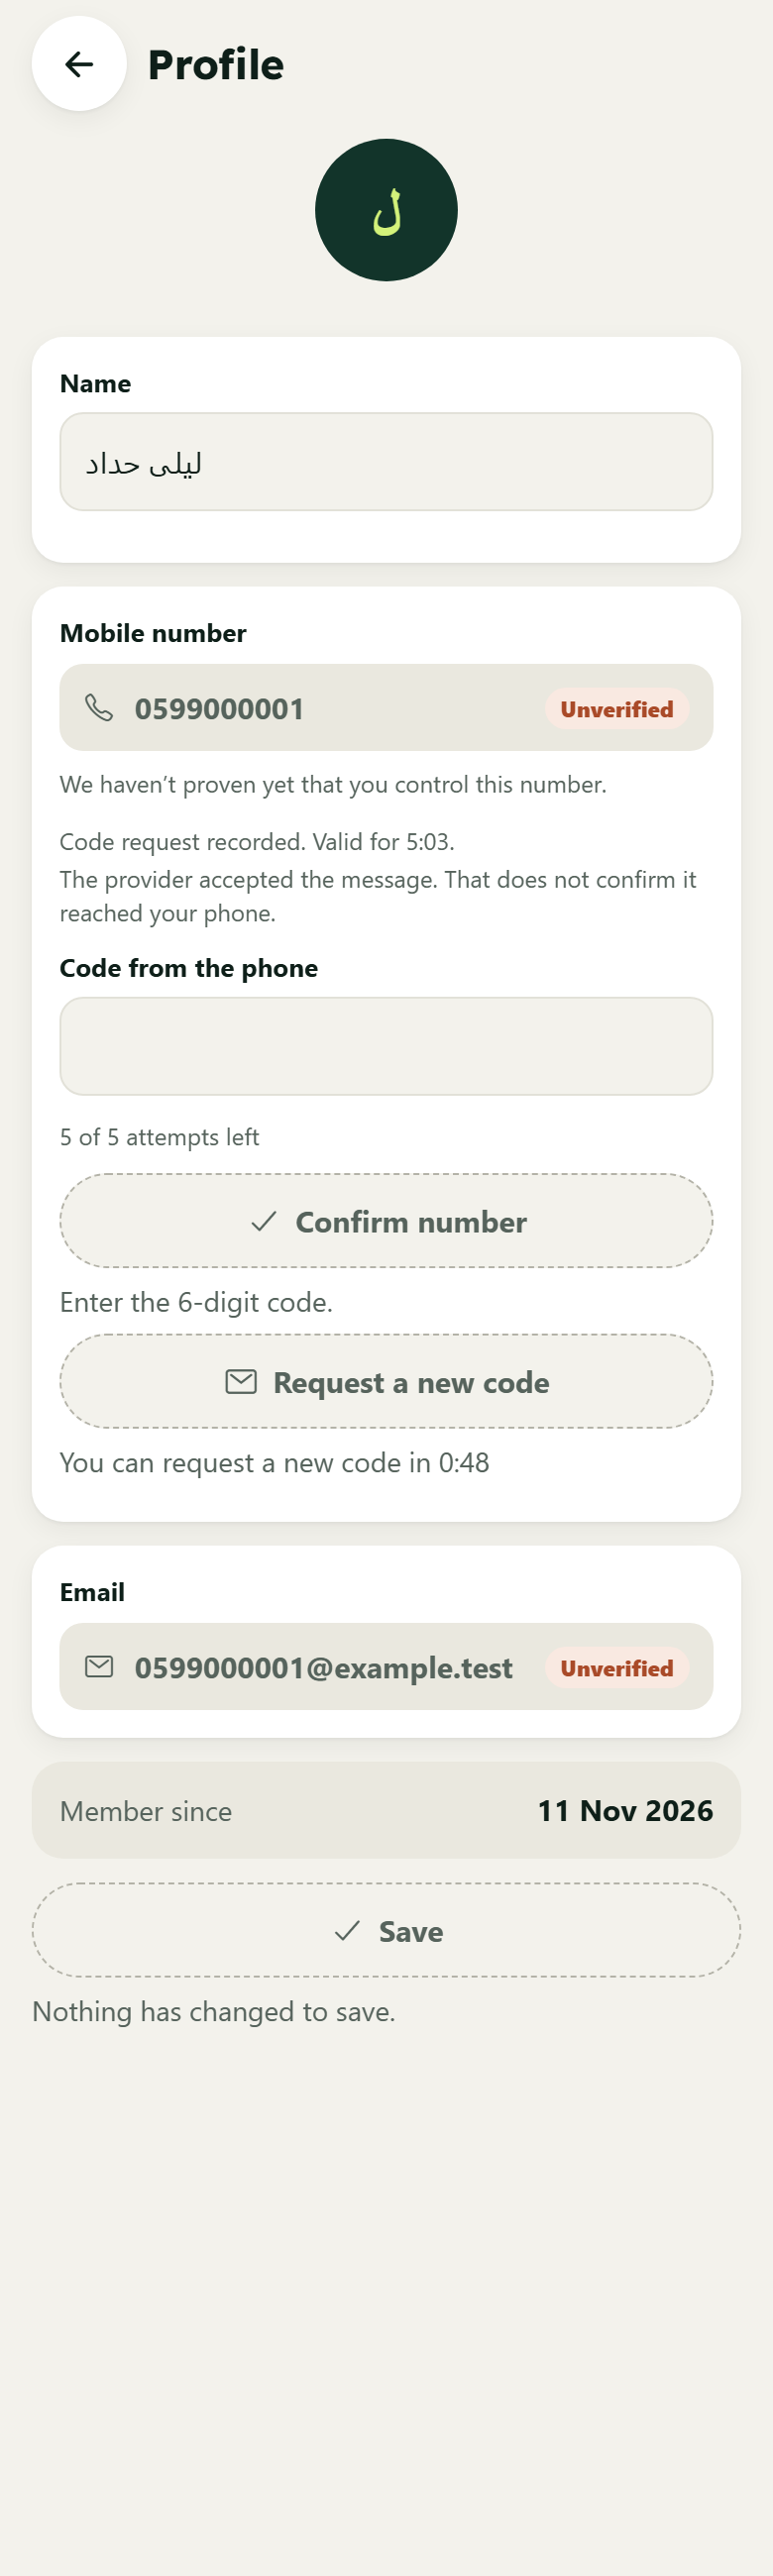 Profile
ل
Name
ليلى حداد
Mobile number
0599000001
Unverified
We haven’t proven yet that you control this number.
Code request recorded. Valid for 5:03.
The provider accepted the message. That does not confirm it
reached your phone.
Code from the phone
5 of 5 attempts left
Confirm number
Enter the 6-digit code.
Request a new code
You can request a new code in 0:48
Email
0599000001@example.test
Unverified
Member since
11 Nov 2026
Save
Nothing has changed to save.